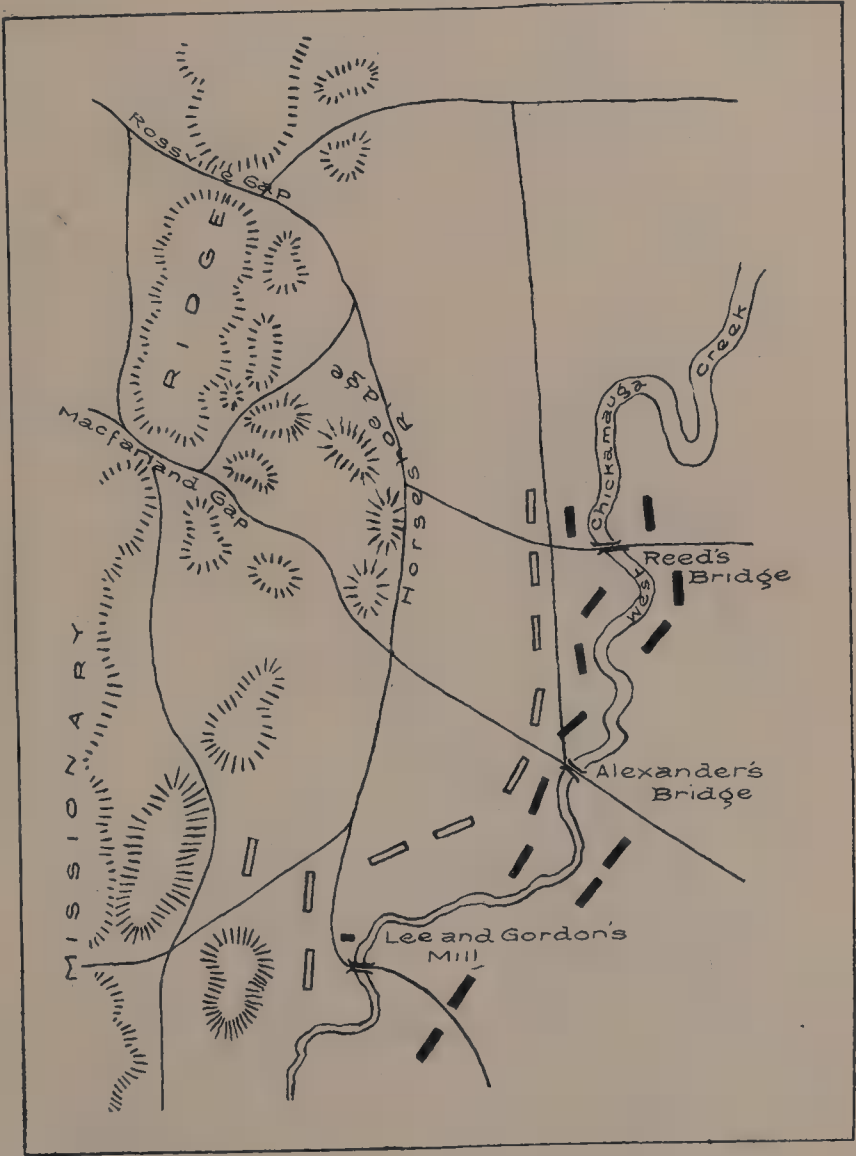 Rossville Gap
RIDGE
Macfarland Gap
Horseshoe Ridge
Chickamauga
Creek
West
Reed's
Bridge
MISSIONARY
Alexander's
Bridge
Lee and Gordon's
Mill